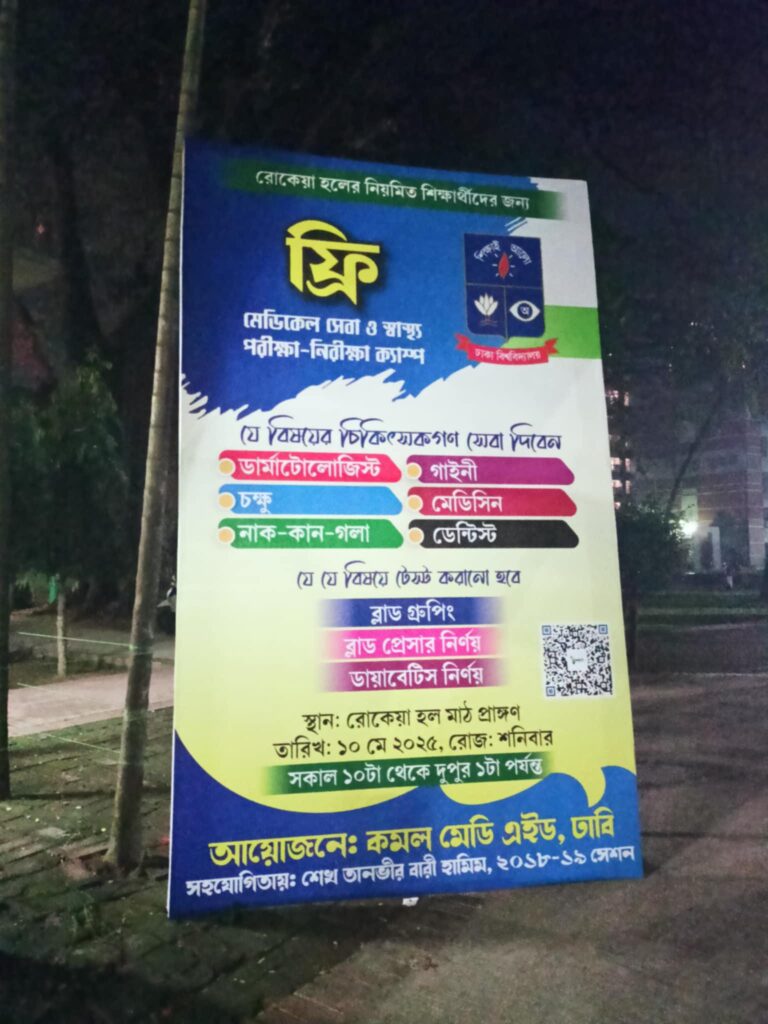 রোকেয়া হলের নিয়মিত শিক্ষার্থীদের জন্য
ফ্রি
মেডিকেল সেবা ও স্বাস্থ্য
পরীক্ষা-নিরীক্ষা ক্যাম্প
শিক্ষাই আলো
অ
ঢাকা বিশ্ববিদ্যালয়
যে বিষয়ের চিকিৎসকগণ সেবা দিবেন
ডার্মাটোলোজিস্ট
গাইনী
চক্ষু
মেডিসিন
নাক-কান-গলা
ডেন্টিস্ট
যে যে বিষয়ে টেস্ট করানো হবে
ব্লাড গ্রুপিং
ব্লাড প্রেসার নির্ণয়
ডায়াবেটিস নির্ণয়
স্থান: রোকেয়া হল মাঠ প্রাঙ্গণ
তারিখ: ১০ মে ২০২৫, রোজ: শনিবার
সকাল ১০টা থেকে দুপুর ১টা পর্যন্ত
আয়োজনে: কমল মেডি এইড, ঢাবি
সহযোগিতায়: শেখ তানভীর বারী হামিম, ২০১৮-১৯ সেশন